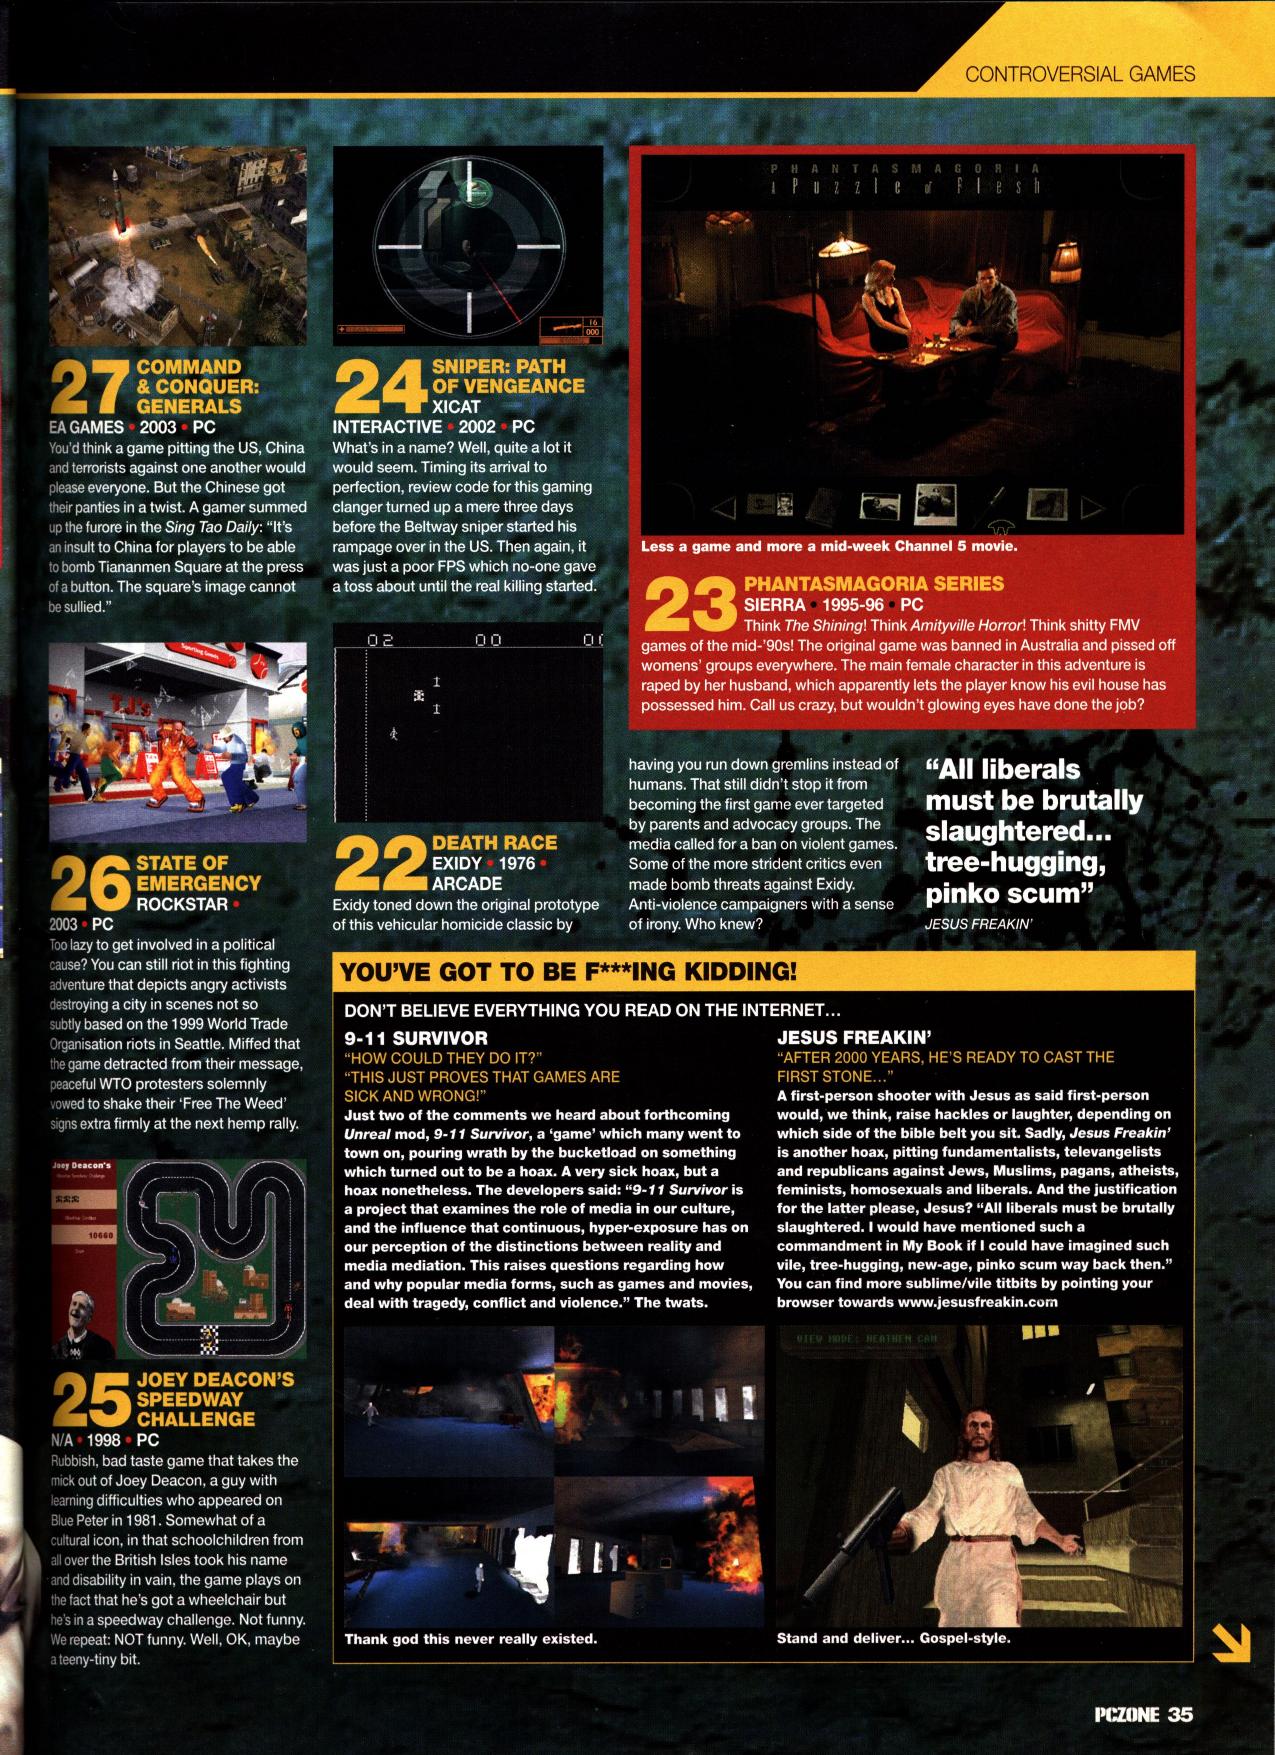 CONTROVERSIAL GAMES
27 COMMAND
& CONQUER:
GENERALS
EA GAMES • 2003 • PC
You'd think a game pitting the US, China
and terrorists against one another would
please everyone. But the Chinese got
their panties in a twist. A gamer summed
up the furore in the Sing Tao Daily: “It's
an insult to China for players to be able
to bomb Tiananmen Square at the press
of a button. The square's image cannot
be sullied.”
Sporting Goods
T.J.'s
26 STATE OF
EMERGENCY
ROCKSTAR •
2003 • PC
Too lazy to get involved in a political
cause? You can still riot in this fighting
adventure that depicts angry activists
destroying a city in scenes not so
subtly based on the 1999 World Trade
Organisation riots in Seattle. Miffed that
the game detracted from their message,
peaceful WTO protesters solemnly
vowed to shake their ‘Free The Weed’
signs extra firmly at the next hemp rally.
Joey Deacon's
10660
25 JOEY DEACON'S
SPEEDWAY
CHALLENGE
N/A • 1998 • PC
Rubbish, bad taste game that takes the
mick out of Joey Deacon, a guy with
learning difficulties who appeared on
Blue Peter in 1981. Somewhat of a
cultural icon, in that schoolchildren from
all over the British Isles took his name
and disability in vain, the game plays on
the fact that he's got a wheelchair but
he's in a speedway challenge. Not funny.
We repeat: NOT funny. Well, OK, maybe
a teeny-tiny bit.
16
000
24 SNIPER: PATH
OF VENGEANCE
XICAT
INTERACTIVE • 2002 • PC
What's in a name? Well, quite a lot it
would seem. Timing its arrival to
perfection, review code for this gaming
clanger turned up a mere three days
before the Beltway sniper started his
rampage over in the US. Then again, it
was just a poor FPS which no-one gave
a toss about until the real killing started.
PHANTASMAGORIA
A Puzzle of Flesh
Less a game and more a mid-week Channel 5 movie.
23 PHANTASMAGORIA SERIES
SIERRA • 1995-96 • PC
Think The Shining! Think Amityville Horror! Think shitty FMV
games of the mid-'90s! The original game was banned in Australia and pissed off
womens' groups everywhere. The main female character in this adventure is
raped by her husband, which apparently lets the player know his evil house has
possessed him. Call us crazy, but wouldn't glowing eyes have done the job?
02 00 00
22 DEATH RACE
EXIDY • 1976 •
ARCADE
Exidy toned down the original prototype
of this vehicular homicide classic by
having you run down gremlins instead of
humans. That still didn't stop it from
becoming the first game ever targeted
by parents and advocacy groups. The
media called for a ban on violent games.
Some of the more strident critics even
made bomb threats against Exidy.
Anti-violence campaigners with a sense
of irony. Who knew?
“All liberals
must be brutally
slaughtered...
tree-hugging,
pinko scum”
JESUS FREAKIN'
YOU'VE GOT TO BE F***ING KIDDING!
DON'T BELIEVE EVERYTHING YOU READ ON THE INTERNET...
9-11 SURVIVOR
“HOW COULD THEY DO IT?”
“THIS JUST PROVES THAT GAMES ARE
SICK AND WRONG!”
Just two of the comments we heard about forthcoming
Unreal mod, 9-11 Survivor, a ‘game’ which many went to
town on, pouring wrath by the bucketload on something
which turned out to be a hoax. A very sick hoax, but a
hoax nonetheless. The developers said: “9-11 Survivor is
a project that examines the role of media in our culture,
and the influence that continuous, hyper-exposure has on
our perception of the distinctions between reality and
media mediation. This raises questions regarding how
and why popular media forms, such as games and movies,
deal with tragedy, conflict and violence.” The twats.
Thank god this never really existed.
JESUS FREAKIN'
“AFTER 2000 YEARS, HE'S READY TO CAST THE
FIRST STONE...”
A first-person shooter with Jesus as said first-person
would, we think, raise hackles or laughter, depending on
which side of the bible belt you sit. Sadly, Jesus Freakin'
is another hoax, pitting fundamentalists, televangelists
and republicans against Jews, Muslims, pagans, atheists,
feminists, homosexuals and liberals. And the justification
for the latter please, Jesus? “All liberals must be brutally
slaughtered. I would have mentioned such a
commandment in My Book if I could have imagined such
vile, tree-hugging, new-age, pinko scum way back then.”
You can find more sublime/vile titbits by pointing your
browser towards www.jesusfreakin.com
VIEW MODE: HEATHEN CAM
Stand and deliver... Gospel-style.
PCZONE 35